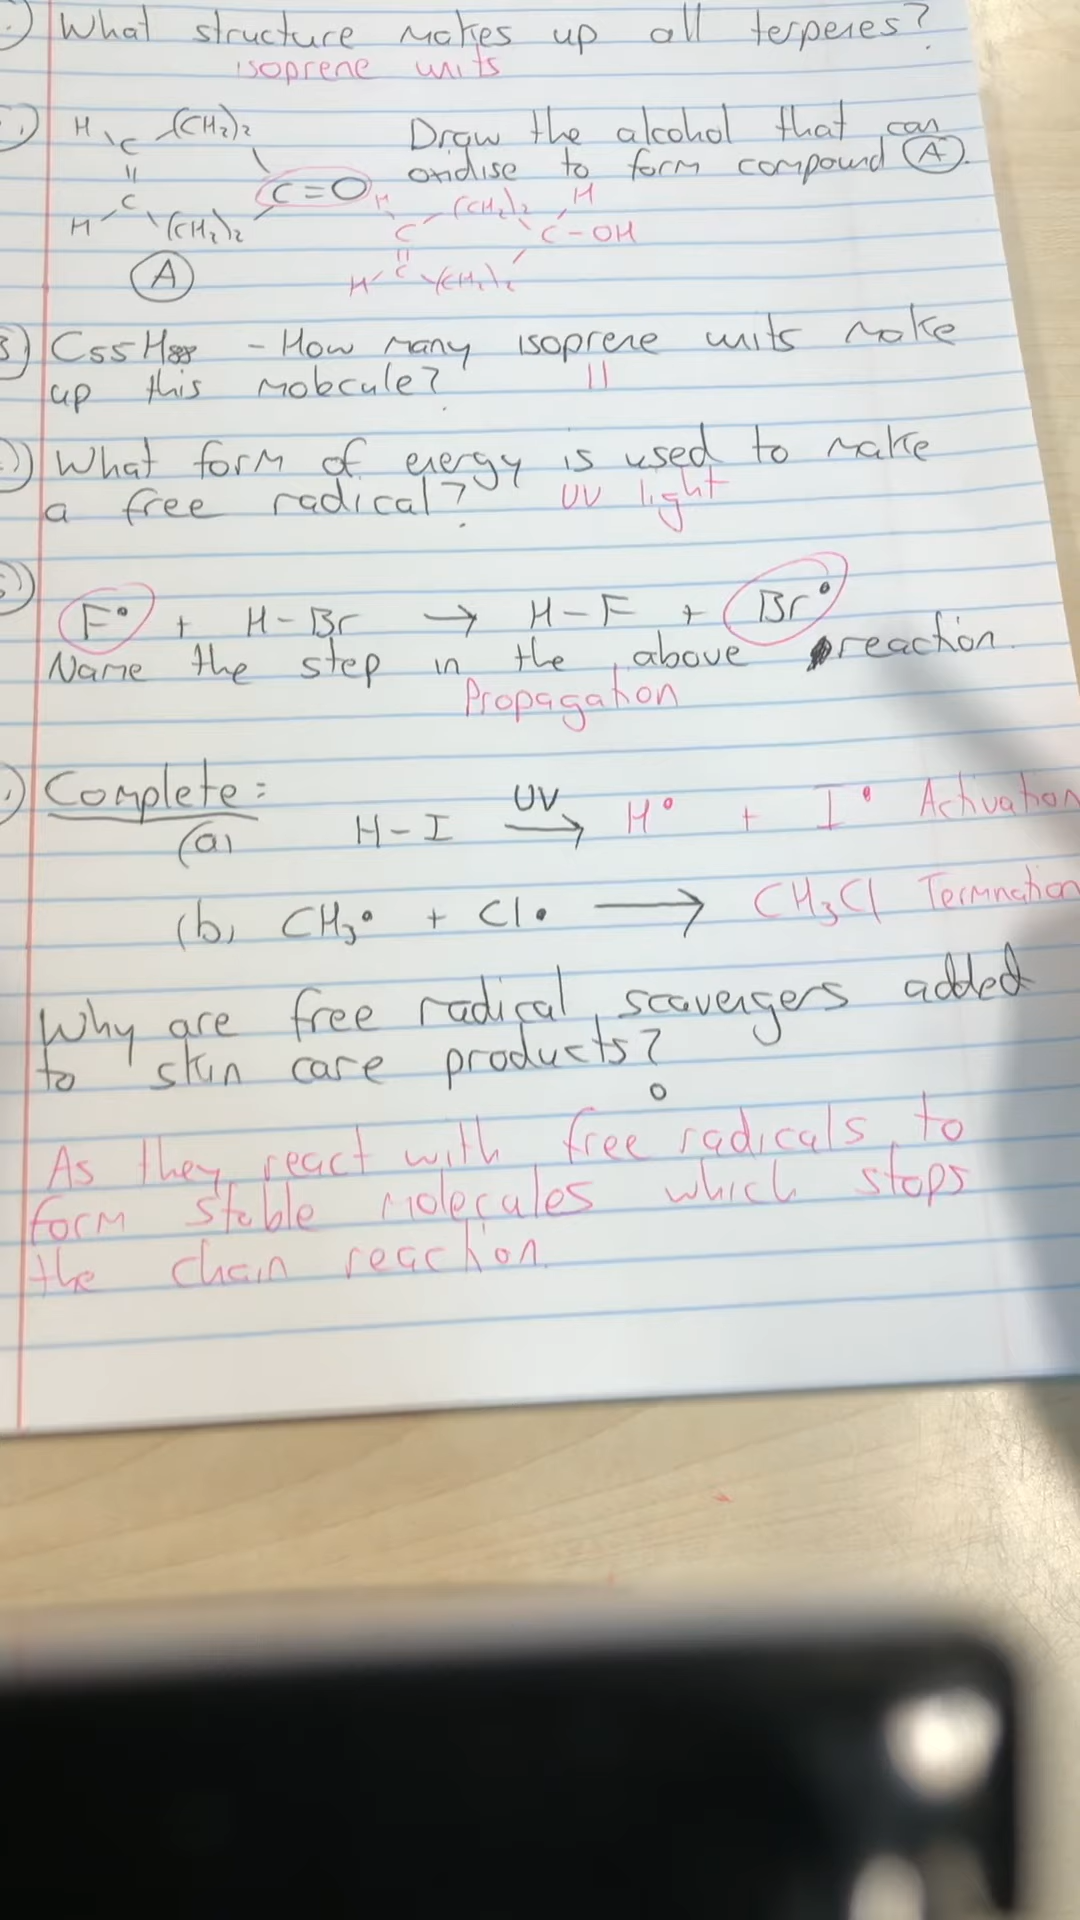 1.) What structure makes up all terpenes?
isoprene units
H (CH₂)₂ Draw the alcohol that can
C oxidise to form compound (A).
||
C=O
H C (CH₂)₂
(A)
H (CH₂)₂ H
C C-OH
||
H C (CH₂)₂
3) C55H88 - How many isoprene units make
up this molecule? 11
What form of energy is used to make
a free radical? UV light
F• + H-Br → H-F + Br•
Name the step in the above reaction.
Propagation
Complete:
(a) H-I UV → H• + I• Activation
(b) CH₃• + Cl• → CH₃Cl Termination
Why are free radical scavengers added
to skin care products?
As they react with free radicals to
form stable molecules which stops
the chain reaction.